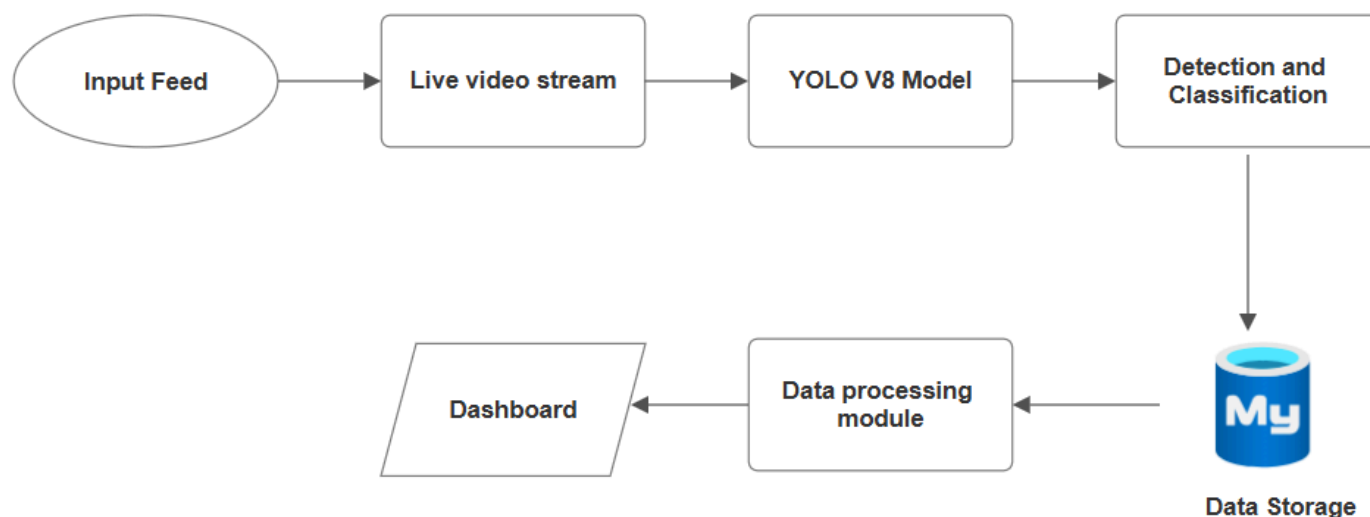 Input Feed
Live video stream
YOLO V8 Model
Detection and
Classification
Dashboard
Data processing
module
My
Data Storage